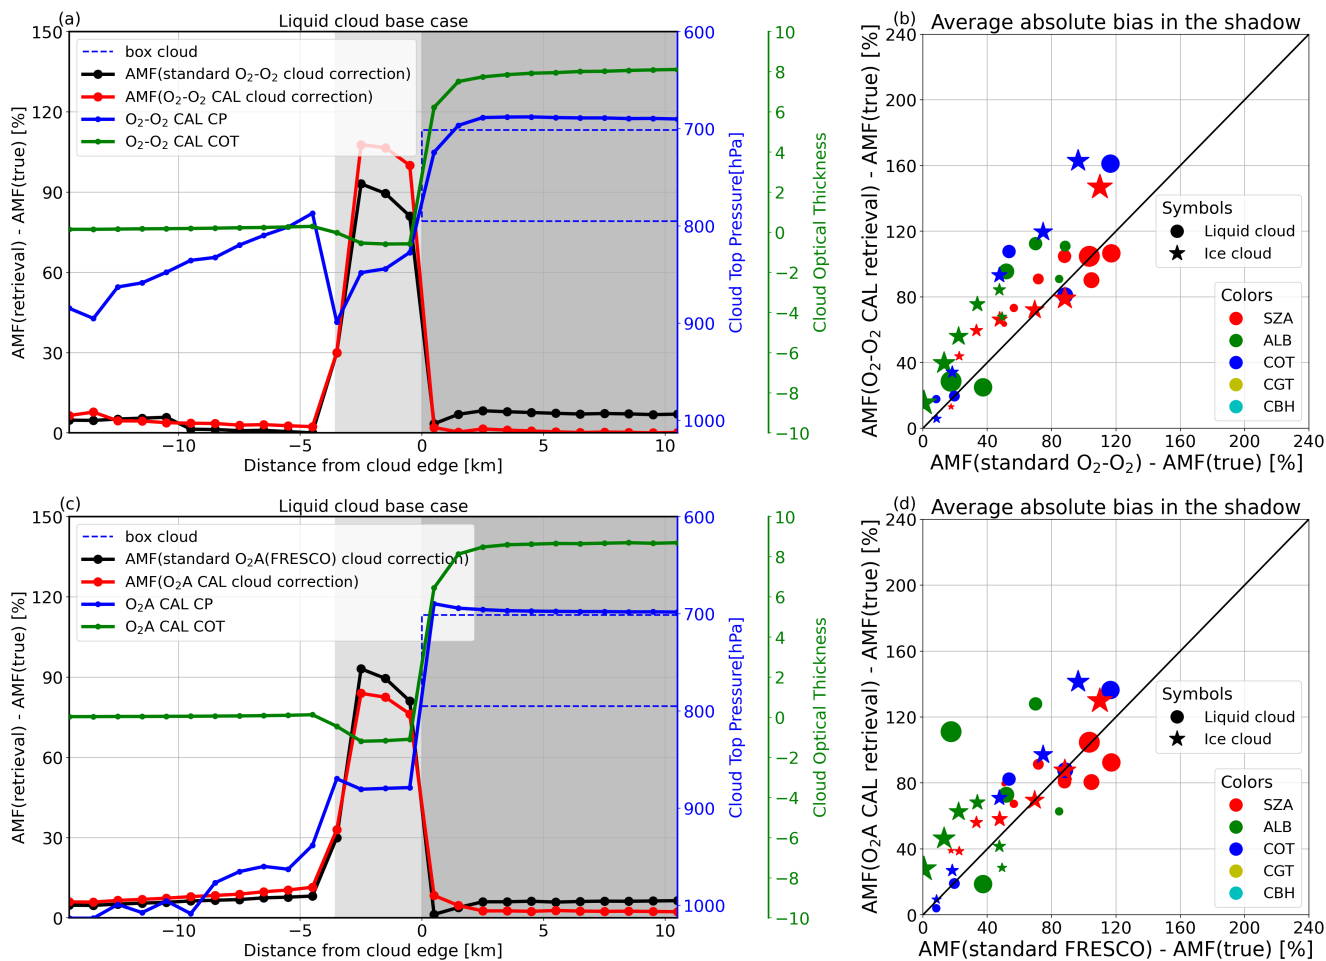 (a)
Liquid cloud base case
150
120
90
60
30
0
AMF(retrieval) - AMF(true) [%]
box cloud
AMF(standard O₂-O₂ cloud correction)
AMF(O₂-O₂ CAL cloud correction)
O₂-O₂ CAL CP
O₂-O₂ CAL COT
−10
−5
0
5
10
Distance from cloud edge [km]
600
700
800
900
1000
Cloud Top Pressure[hPa]
10
8
6
4
2
0
−2
−4
−6
−8
−10
Cloud Optical Thickness
(b)
Average absolute bias in the shadow
240
200
160
120
80
40
0
AMF(O₂-O₂ CAL retrieval) - AMF(true) [%]
Symbols
Liquid cloud
Ice cloud
Colors
SZA
ALB
COT
CGT
CBH
0
40
80
120
160
200
240
AMF(standard O₂-O₂) - AMF(true) [%]
(c)
Liquid cloud base case
150
120
90
60
30
0
AMF(retrieval) - AMF(true) [%]
box cloud
AMF(standard O₂A(FRESCO) cloud correction)
AMF(O₂A CAL cloud correction)
O₂A CAL CP
O₂A CAL COT
−10
−5
0
5
10
Distance from cloud edge [km]
600
700
800
900
1000
Cloud Top Pressure[hPa]
10
8
6
4
2
0
−2
−4
−6
−8
−10
Cloud Optical Thickness
(d)
Average absolute bias in the shadow
240
200
160
120
80
40
0
AMF(O₂A CAL retrieval) - AMF(true) [%]
Symbols
Liquid cloud
Ice cloud
Colors
SZA
ALB
COT
CGT
CBH
0
40
80
120
160
200
240
AMF(standard FRESCO) - AMF(true) [%]